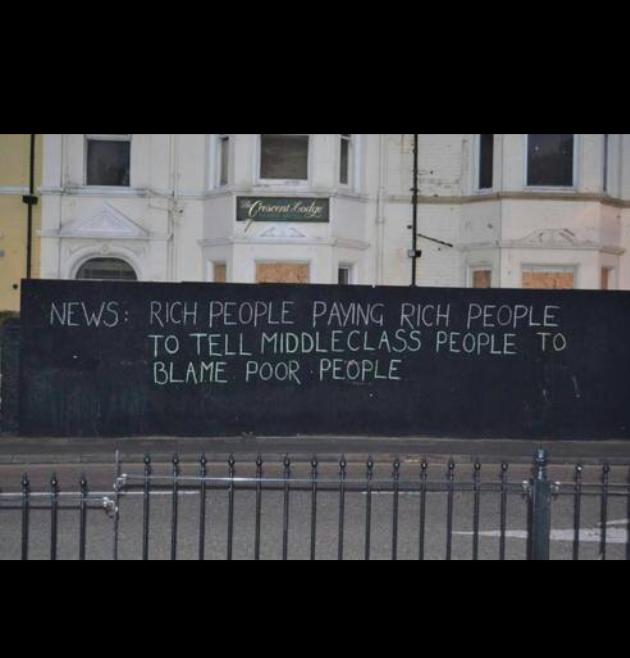 The Crescent Lodge
NEWS: RICH PEOPLE PAYING RICH PEOPLE
TO TELL MIDDLECLASS PEOPLE TO
BLAME POOR PEOPLE